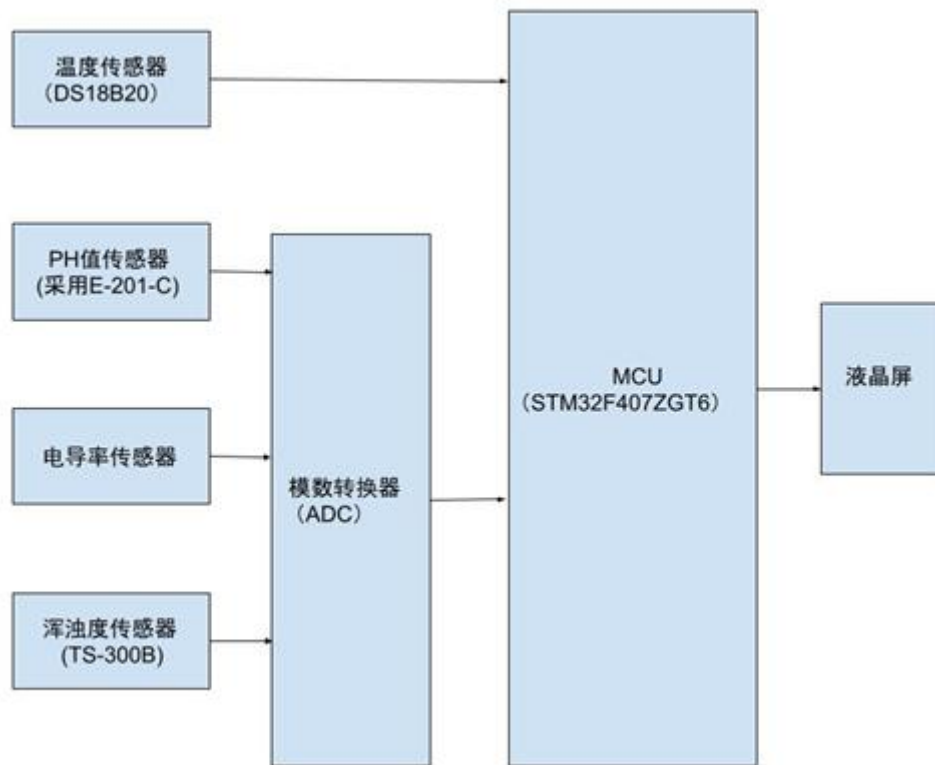 温度传感器
（DS18B20）
PH值传感器
(采用E-201-C)
电导率传感器
浑浊度传感器
(TS-300B)
模数转换器
（ADC）
MCU
（STM32F407ZGT6）
液晶屏